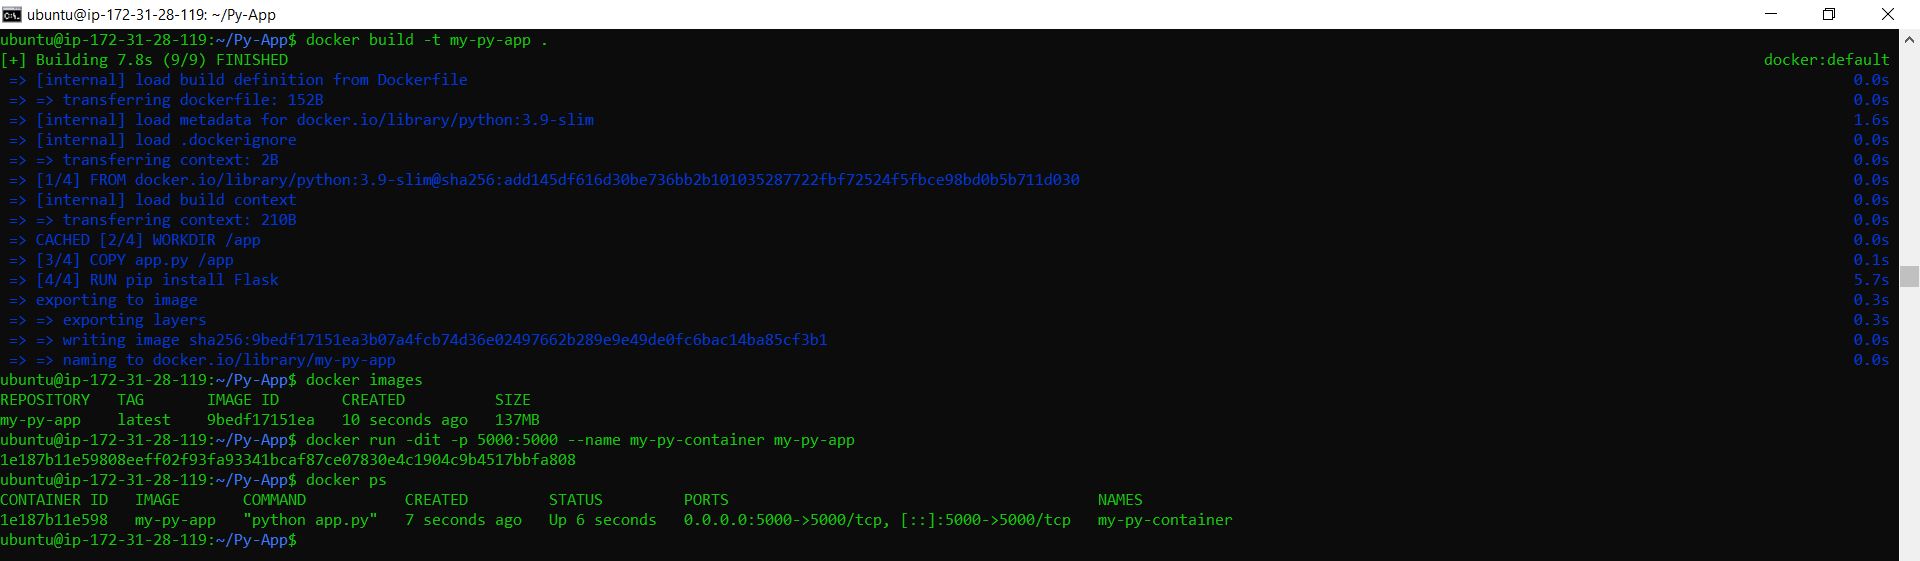 ubuntu@ip-172-31-28-119: ~/Py-App
ubuntu@ip-172-31-28-119:~/Py-App$ docker build -t my-py-app .
[+] Building 7.8s (9/9) FINISHED docker:default
=> [internal] load build definition from Dockerfile 0.0s
=> => transferring dockerfile: 152B 0.0s
=> [internal] load metadata for docker.io/library/python:3.9-slim 1.6s
=> [internal] load .dockerignore 0.0s
=> => transferring context: 2B 0.0s
=> [1/4] FROM docker.io/library/python:3.9-slim@sha256:add145df616d30be736bb2b101035287722fbf72524f5fbce98bd0b5b711d030 0.0s
=> [internal] load build context 0.0s
=> => transferring context: 210B 0.0s
=> CACHED [2/4] WORKDIR /app 0.0s
=> [3/4] COPY app.py /app 0.1s
=> [4/4] RUN pip install Flask 5.7s
=> exporting to image 0.3s
=> => exporting layers 0.3s
=> => writing image sha256:9bedf17151ea3b07a4fcb74d36e02497662b289e9e49de0fc6bac14ba85cf3b1 0.0s
=> => naming to docker.io/library/my-py-app 0.0s
ubuntu@ip-172-31-28-119:~/Py-App$ docker images
REPOSITORY TAG IMAGE ID CREATED SIZE
my-py-app latest 9bedf17151ea 10 seconds ago 137MB
ubuntu@ip-172-31-28-119:~/Py-App$ docker run -dit -p 5000:5000 --name my-py-container my-py-app
1e187b11e59808eeff02f93fa93341bcaf87ce07830e4c1904c9b4517bbfa808
ubuntu@ip-172-31-28-119:~/Py-App$ docker ps
CONTAINER ID IMAGE COMMAND CREATED STATUS PORTS NAMES
1e187b11e598 my-py-app "python app.py" 7 seconds ago Up 6 seconds 0.0.0.0:5000->5000/tcp, [::]:5000->5000/tcp my-py-container
ubuntu@ip-172-31-28-119:~/Py-App$